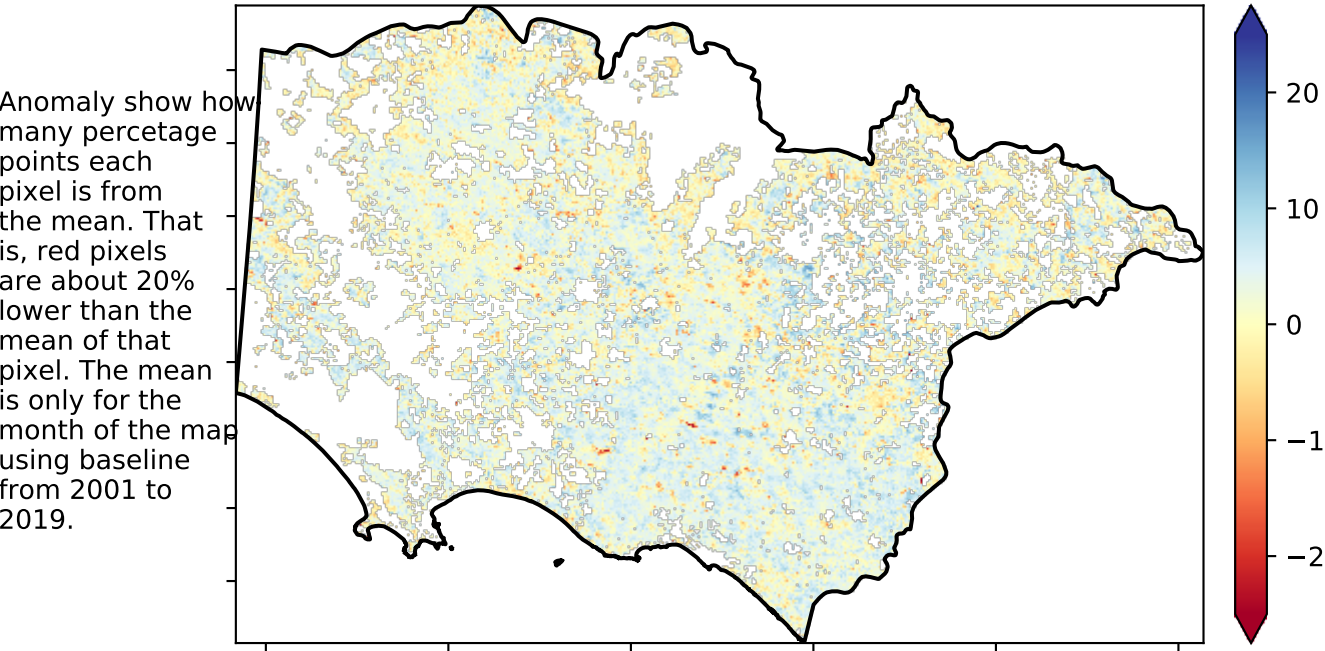 Anomaly show how
many percetage
points each
pixel is from
the mean. That
is, red pixels
are about 20%
lower than the
mean of that
pixel. The mean
is only for the
month of the map
using baseline
from 2001 to
2019.
20
10
0
−1
−2